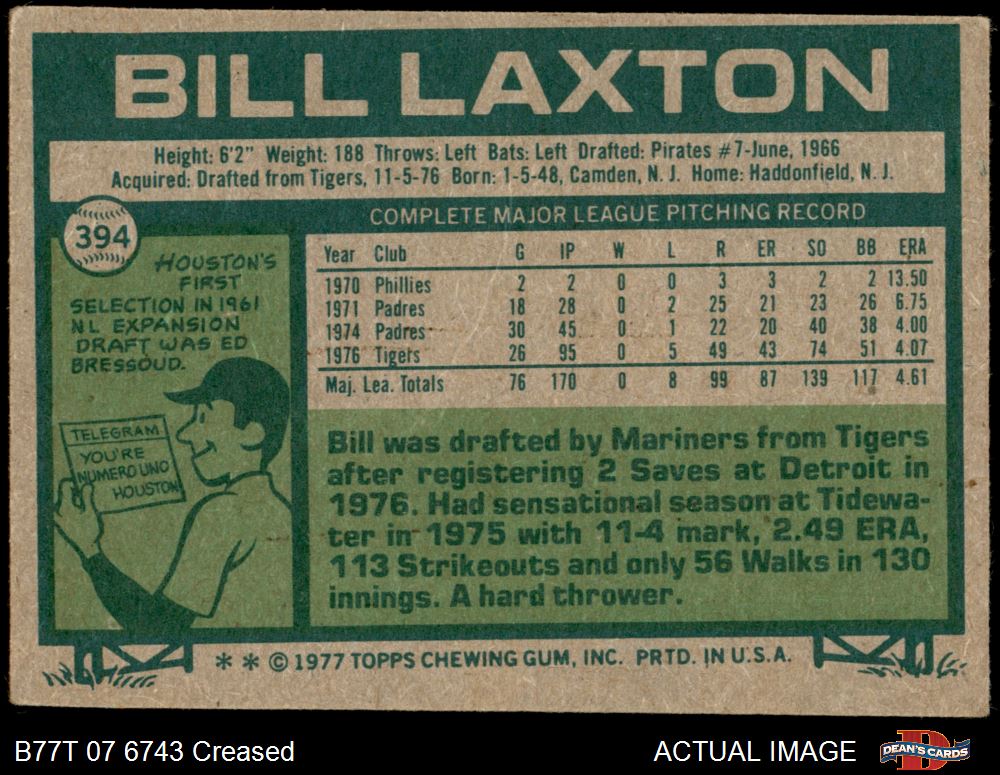 BILL LAXTON
Height: 6'2" Weight: 188 Throws: Left Bats: Left Drafted: Pirates #7-June, 1966
Acquired: Drafted from Tigers, 11-5-76 Born: 1-5-48, Camden, N. J. Home: Haddonfield, N. J.
394
HOUSTON'S
FIRST
SELECTION IN 1961
NL EXPANSION
DRAFT WAS ED
BRESSOUD.
TELEGRAM
YOU'RE
NUMERO UNO
HOUSTON
COMPLETE MAJOR LEAGUE PITCHING RECORD
Year Club G IP W L R ER SO BB ERA
1970 Phillies 2 2 0 0 3 3 2 2 13.50
1971 Padres 18 28 0 2 25 21 23 26 6.75
1974 Padres 30 45 0 1 22 20 40 38 4.00
1976 Tigers 26 95 0 5 49 43 74 51 4.07
Maj. Lea. Totals 76 170 0 8 99 87 139 117 4.61
Bill was drafted by Mariners from Tigers
after registering 2 Saves at Detroit in
1976. Had sensational season at Tidewa-
ter in 1975 with 11-4 mark, 2.49 ERA,
113 Strikeouts and only 56 Walks in 130
innings. A hard thrower.
* * © 1977 TOPPS CHEWING GUM, INC. PRTD. IN U.S.A.
B77T 07 6743 Creased
ACTUAL IMAGE
D
DEAN'S CARDS